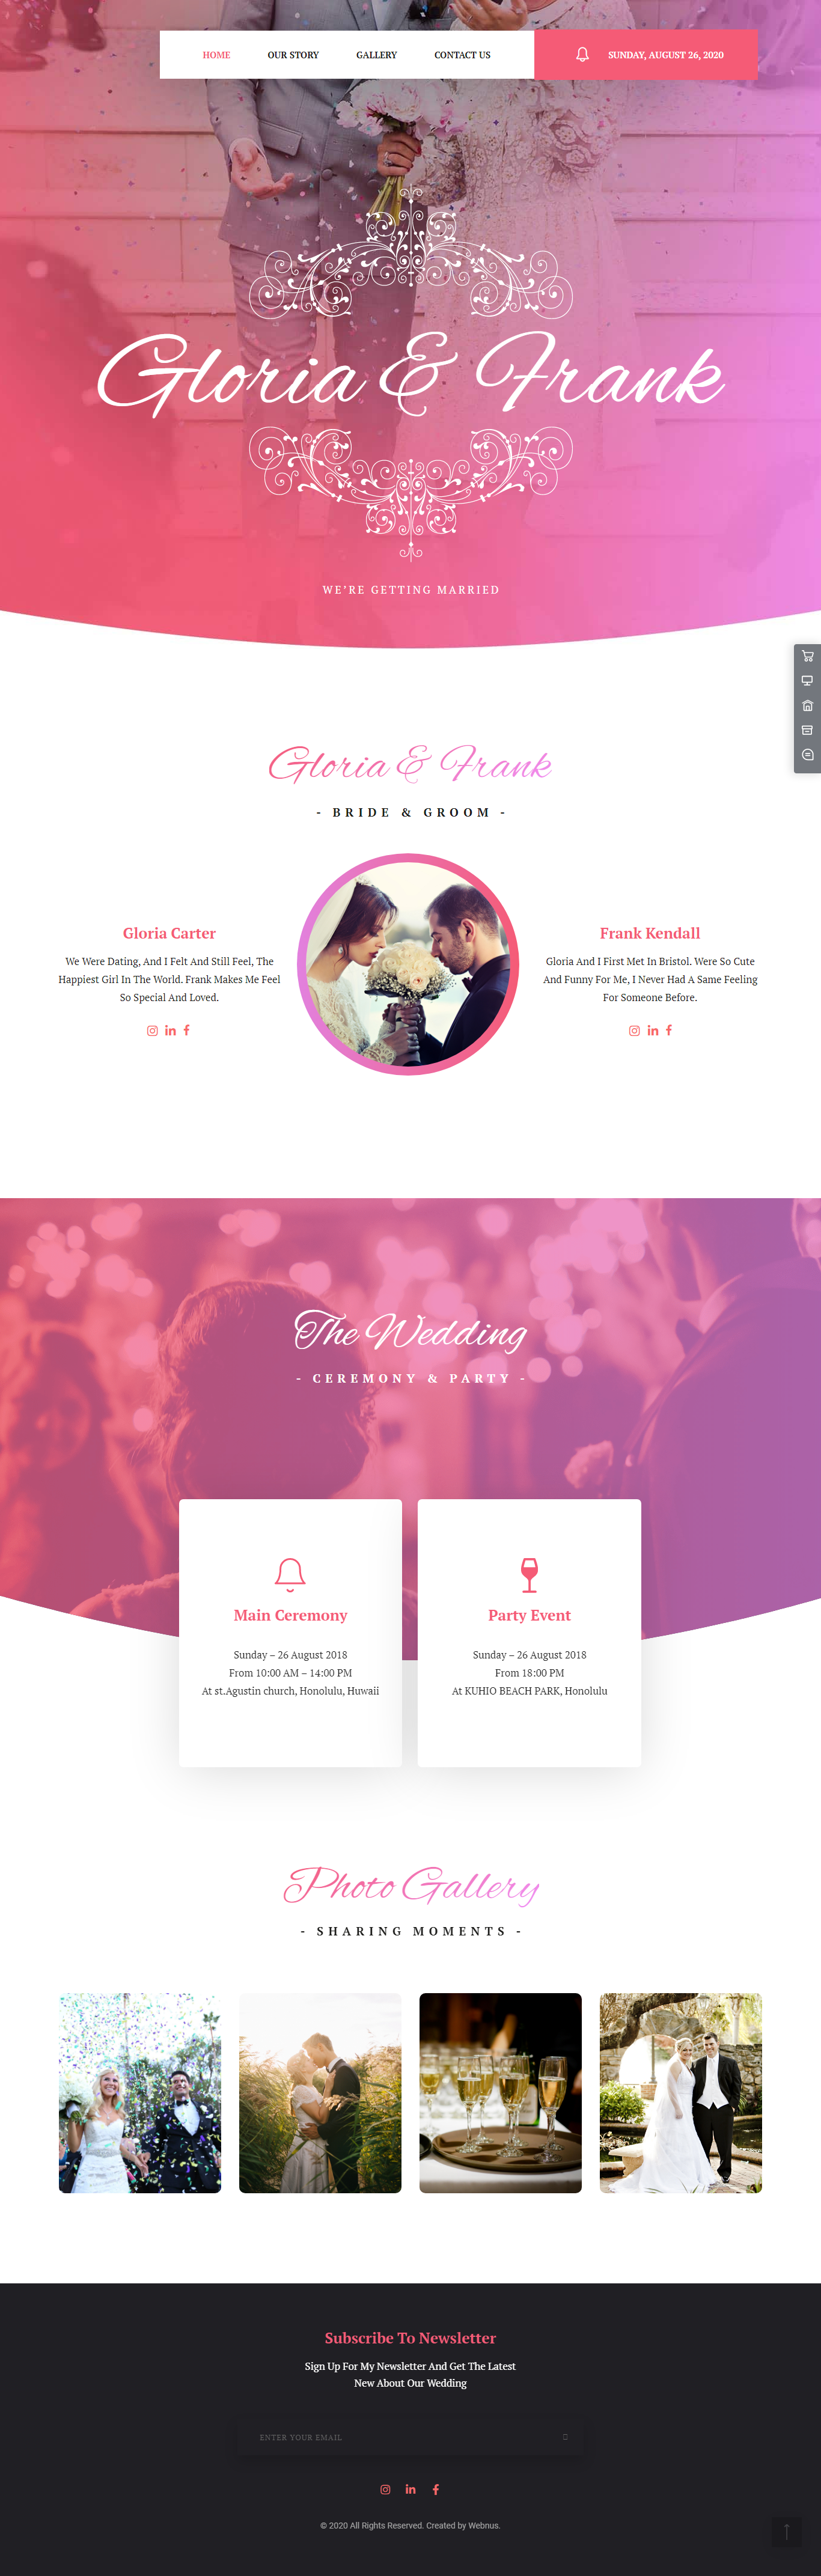 HOME OUR STORY GALLERY CONTACT US SUNDAY, AUGUST 26, 2020
Gloria & Frank
WE'RE GETTING MARRIED
Gloria & Frank
- BRIDE & GROOM -
Gloria Carter
We Were Dating, And I Felt And Still Feel, The
Happiest Girl In The World. Frank Makes Me Feel
So Special And Loved.
Frank Kendall
Gloria And I First Met In Bristol. Were So Cute
And Funny For Me, I Never Had A Same Feeling
For Someone Before.
The Wedding
- CEREMONY & PARTY -
Main Ceremony
Sunday – 26 August 2018
From 10:00 AM – 14:00 PM
At st.Agustin church, Honolulu, Huwaii
Party Event
Sunday – 26 August 2018
From 18:00 PM
At KUHIO BEACH PARK, Honolulu
Photo Gallery
- SHARING MOMENTS -
Subscribe To Newsletter
Sign Up For My Newsletter And Get The Latest
New About Our Wedding
ENTER YOUR EMAIL
© 2020 All Rights Reserved. Created by Webnus.